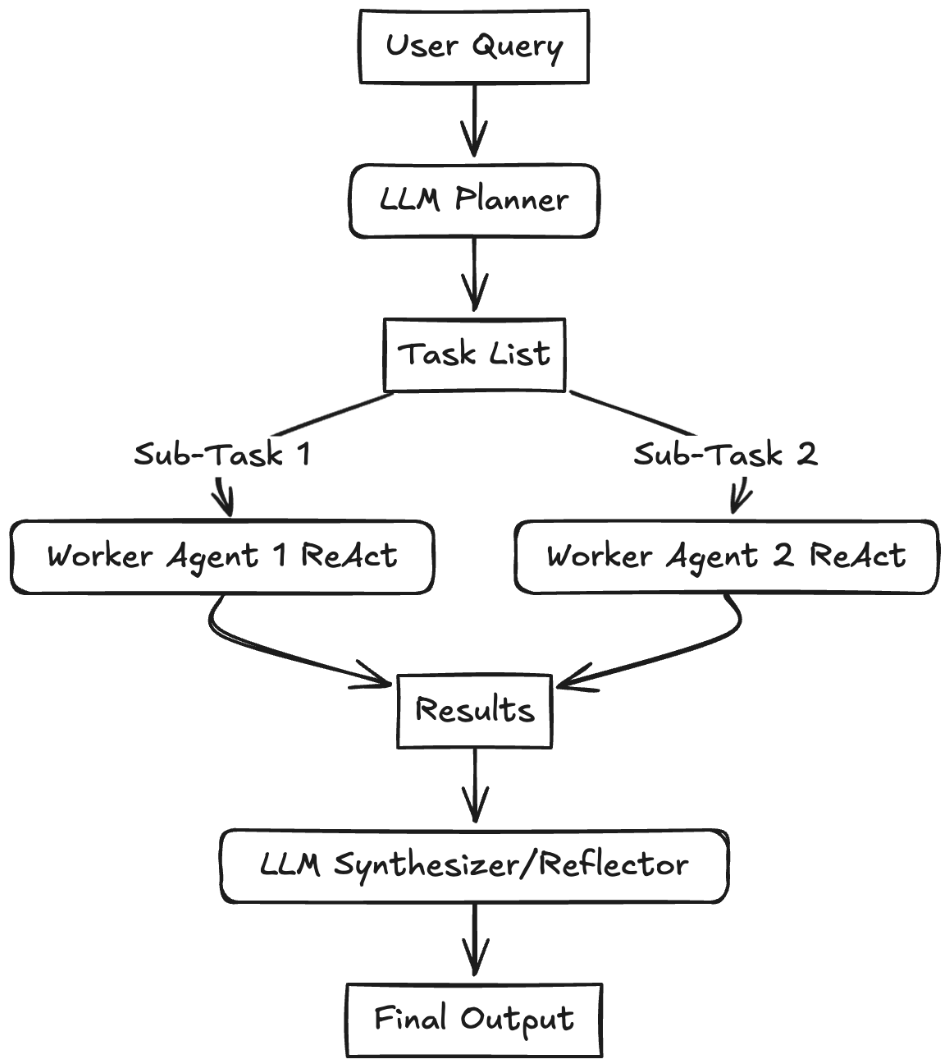 User Query
LLM Planner
Task List
Sub-Task 1
Sub-Task 2
Worker Agent 1 ReAct
Worker Agent 2 ReAct
Results
LLM Synthesizer/Reflector
Final Output